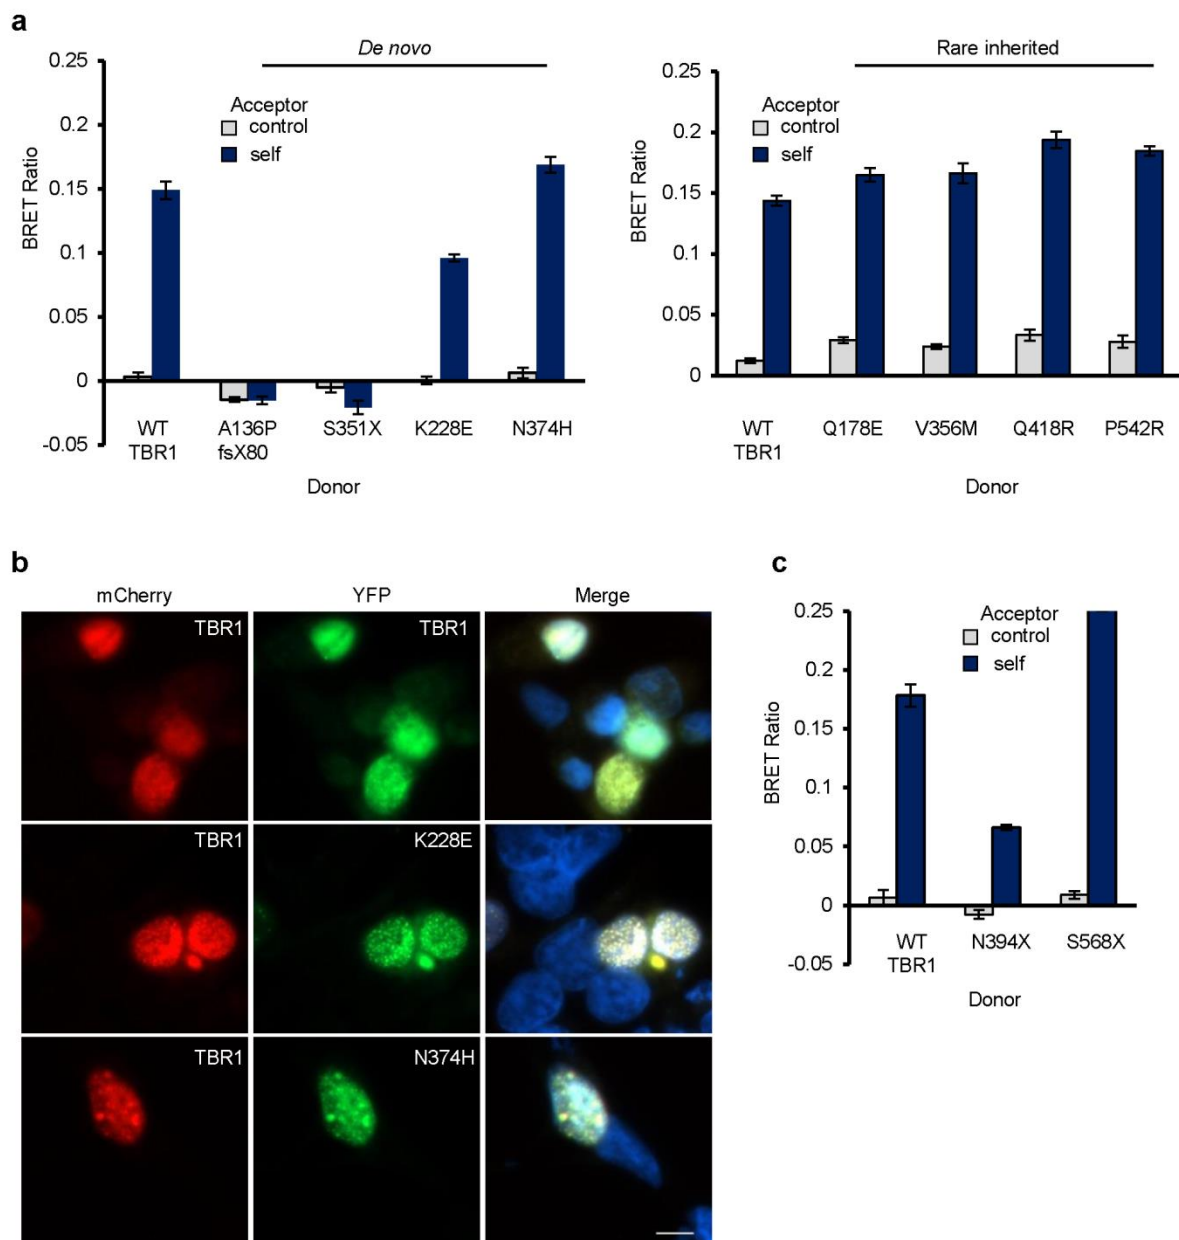 a
De novo
0.25
0.2
0.15
0.1
0.05
0
-0.05
BRET Ratio
Acceptor
control
self
WT
TBR1
A136P
fsX80
S351X
K228E
N374H
Donor
Rare inherited
0.25
0.2
0.15
0.1
0.05
0
BRET Ratio
Acceptor
control
self
WT
TBR1
Q178E
V356M
Q418R
P542R
Donor
b
mCherry
YFP
Merge
TBR1
TBR1
TBR1
K228E
TBR1
N374H
c
0.25
0.2
0.15
0.1
0.05
0
-0.05
BRET Ratio
Acceptor
control
self
WT
TBR1
N394X
S568X
Donor